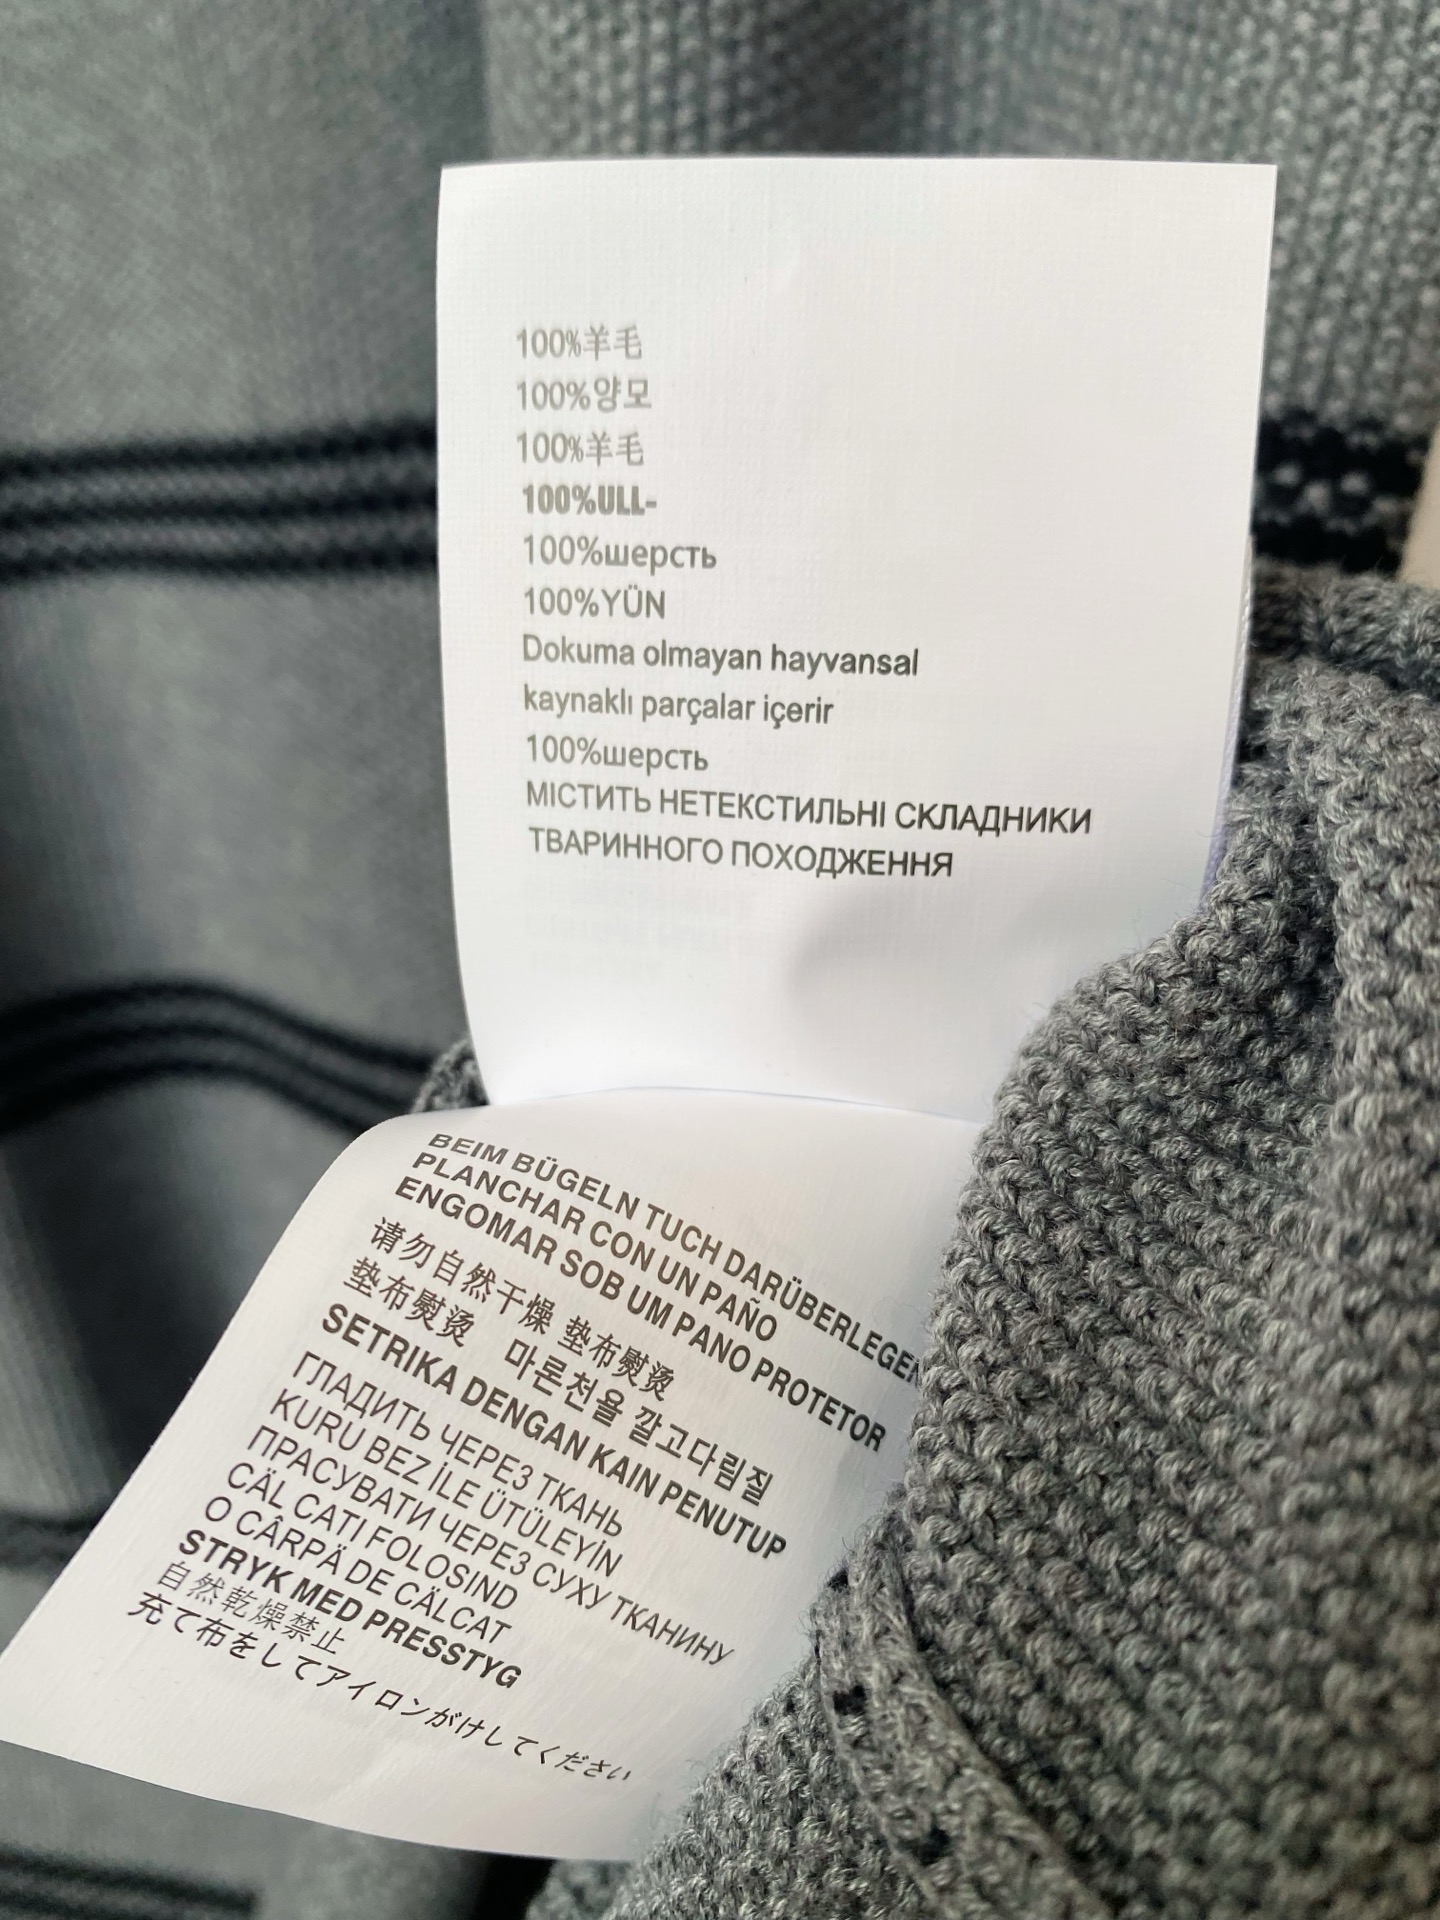 100%羊毛
100%양모
100%羊毛
100%ULL-
100%шерсть
100%YÜN
Dokuma olmayan hayvansal
kaynaklı parçalar içerir
100%шерсть
МІСТИТЬ НЕТЕКСТИЛЬНІ СКЛАДНИКИ
ТВАРИННОГО ПОХОДЖЕННЯ
BEIM BÜGELN TUCH DARÜBERLEGEN
PLANCHAR CON UN PAÑO
ENGOMAR SOB UM PANO PROTETOR
请勿自然干燥 垫布熨烫
垫布熨烫 마른천을 깔고다림질
SETRIKA DENGAN KAIN PENUTUP
ГЛАДИТЬ ЧЕРЕЗ ТКАНЬ
KURU BEZ İLE ÜTÜLEYİN
ПРАСУВАТИ ЧЕРЕЗ СУХУ ТКАНИНУ
CÄL CATI FOLOSIND
O CÂRPÄ DE CÄLCAT
STRYK MED PRESSTYG
自然乾燥禁止
充て布をしてアイロンがけしてください